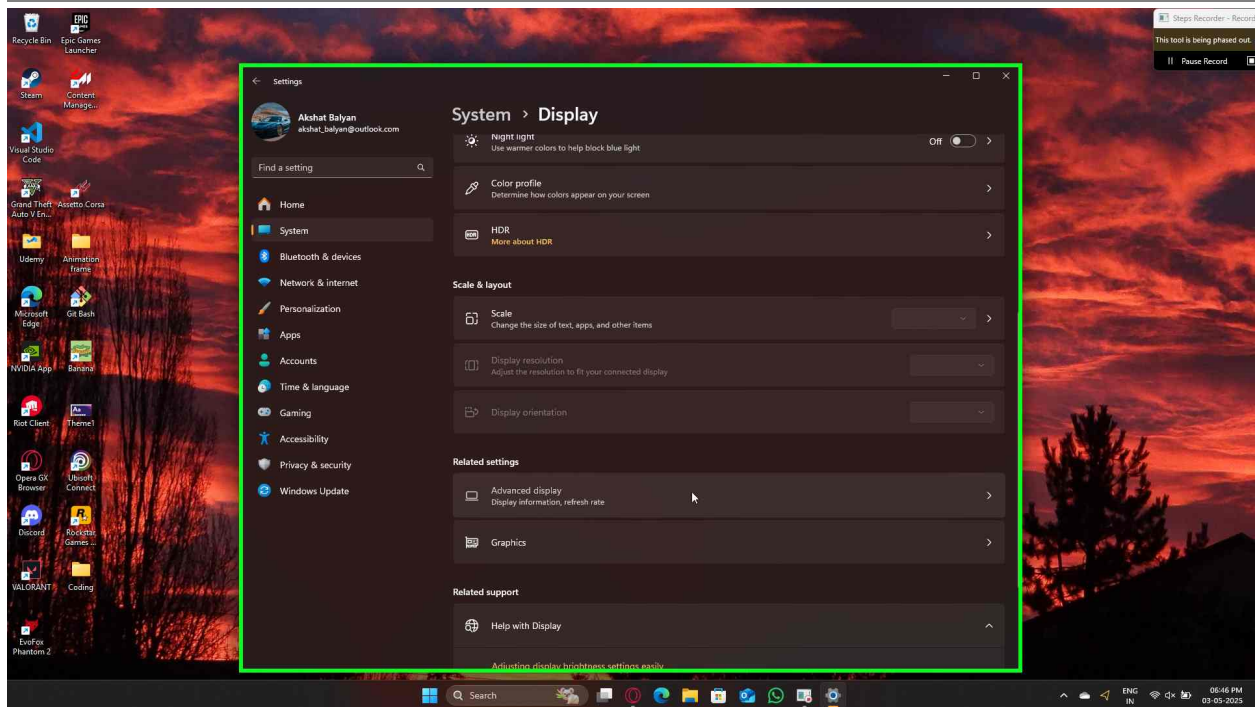 Recycle Bin
Epic Games
Launcher
Steam
Content
Manage...
Visual Studio
Code
Grand Theft
Auto V En...
Assetto Corsa
Udemy
Animation
frame
Microsoft
Edge
Git Bash
NVIDIA App
Banana
Riot Client
Theme1
Opera GX
Browser
Ubisoft
Connect
Discord
Rockstar
Games ...
VALORANT
Coding
EvoFox
Phantom 2
Steps Recorder - Record
This tool is being phased out.
Pause Record
Settings
Akshat Balyan
akshat_balyan@outlook.com
Find a setting
Home
System
Bluetooth & devices
Network & internet
Personalization
Apps
Accounts
Time & language
Gaming
Accessibility
Privacy & security
Windows Update
System > Display
Night light
Use warmer colors to help block blue light
Off
Color profile
Determine how colors appear on your screen
HDR
HDR
More about HDR
Scale & layout
Scale
Change the size of text, apps, and other items
Display resolution
Adjust the resolution to fit your connected display
Display orientation
Related settings
Advanced display
Display information, refresh rate
Graphics
Related support
Help with Display
Adjusting display brightness settings easily
Search
ENG
IN
06:46 PM
03-05-2025